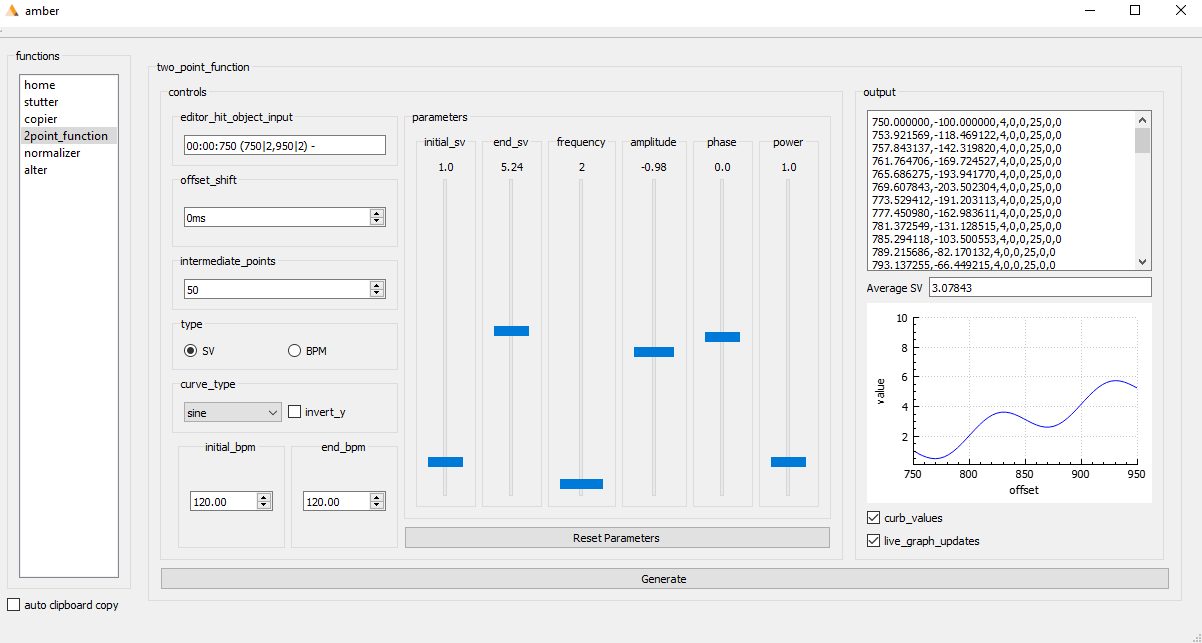 amber
functions
home
stutter
copier
2point_function
normalizer
alter
auto clipboard copy
two_point_function
controls
editor_hit_object_input
00:00:750 (750|2,950|2) -
offset_shift
0ms
intermediate_points
50
type
SV
BPM
curve_type
sine
invert_y
initial_bpm
end_bpm
120.00
120.00
parameters
initial_sv
end_sv
frequency
amplitude
phase
power
1.0
5.24
2
-0.98
0.0
1.0
Reset Parameters
Generate
output
750.000000,-100.000000,4,0,0,25,0,0
753.921569,-118.469122,4,0,0,25,0,0
757.843137,-142.319820,4,0,0,25,0,0
761.764706,-169.724527,4,0,0,25,0,0
765.686275,-193.941770,4,0,0,25,0,0
769.607843,-203.502304,4,0,0,25,0,0
773.529412,-191.203113,4,0,0,25,0,0
777.450980,-162.983611,4,0,0,25,0,0
781.372549,-131.128515,4,0,0,25,0,0
785.294118,-103.500553,4,0,0,25,0,0
789.215686,-82.170132,4,0,0,25,0,0
793.137255,-66.449215,4,0,0,25,0,0
Average SV
3.07843
10
8
6
4
2
value
750
800
850
900
950
offset
curb_values
live_graph_updates